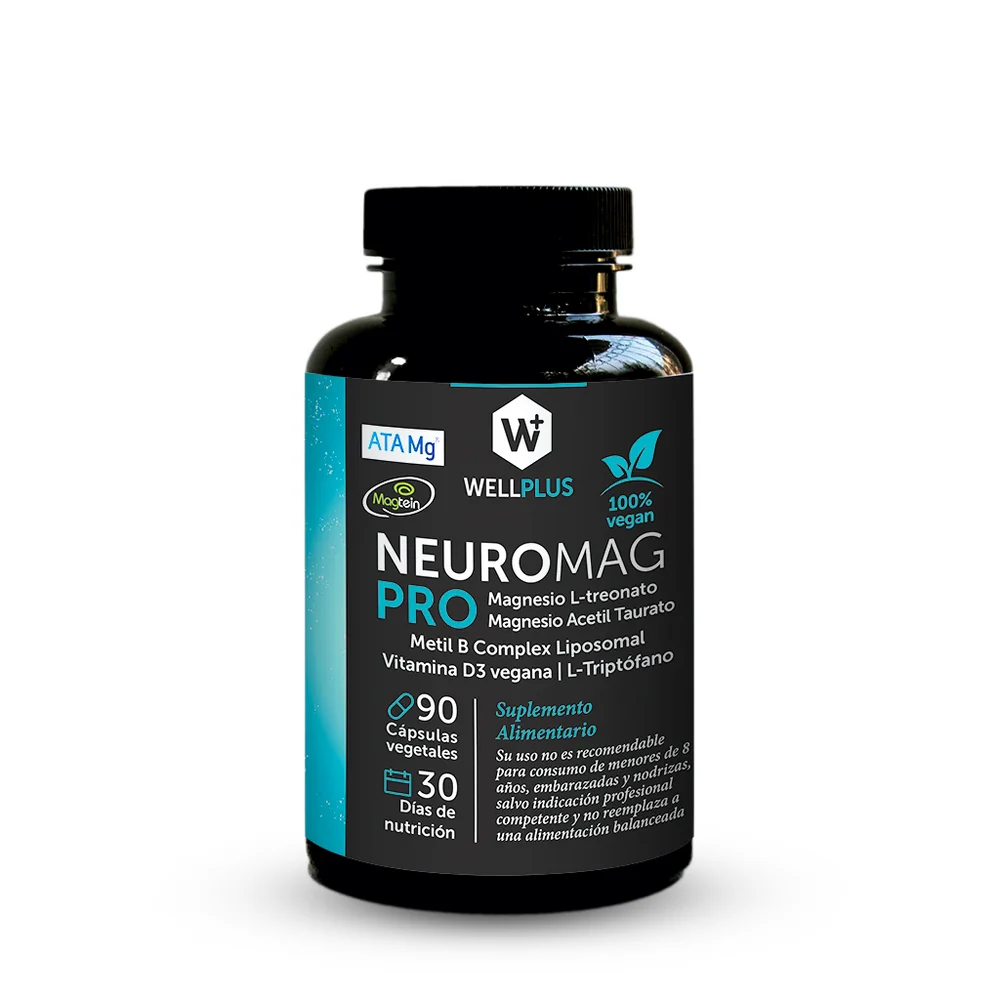 ATA Mg®
Magtein
W+
WELLPLUS
100%
vegan
NEUROMAG
PRO
Magnesio L-treonato
Magnesio Acetil Taurato
Metil B Complex Liposomal
Vitamina D3 vegana | L-Triptófano
90
Cápsulas
vegetales
30
Días de
nutrición
Suplemento
Alimentario
Su uso no es recomendable
para consumo de menores de 8
años, embarazadas y nodrizas,
salvo indicación profesional
competente y no reemplaza a
una alimentación balanceada